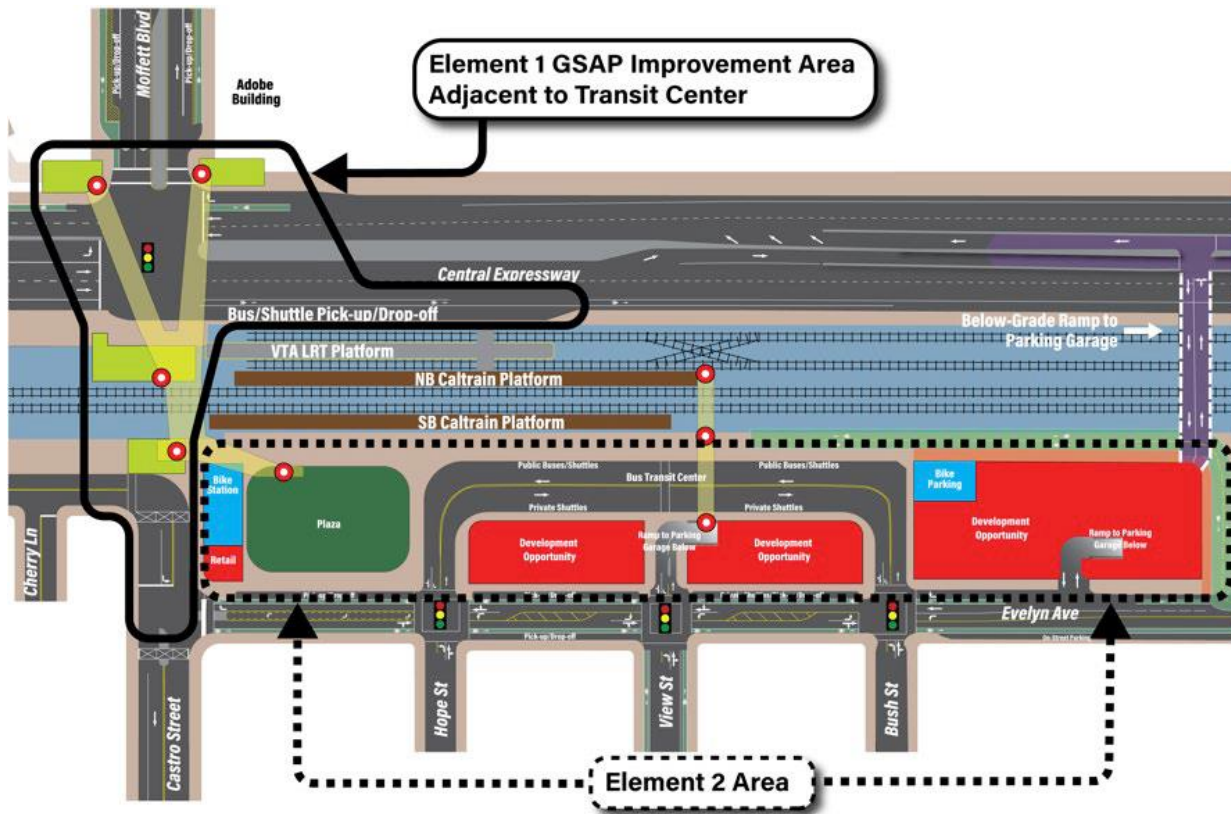 Pick-up/Drop-off
Moffett Blvd
Pick-up/Drop-off
Adobe
Building
Element 1 GSAP Improvement Area
Adjacent to Transit Center
Central Expressway
Bus/Shuttle Pick-up/Drop-off
Below-Grade Ramp to
Parking Garage
VTA LRT Platform
NB Caltrain Platform
SB Caltrain Platform
Bike
Station
Plaza
Retail
Public Buses/Shuttles
Public Buses/Shuttles
Bus Transit Center
Private Shuttles
Private Shuttles
Development
Opportunity
Ramp to Parking
Garage Below
Development
Opportunity
Bike
Parking
Development
Opportunity
Ramp to Parking
Garage Below
Cherry Ln
Evelyn Ave
Pick-up/Drop-off
On-Street Parking
Castro Street
Hope St
View St
Bush St
Element 2 Area